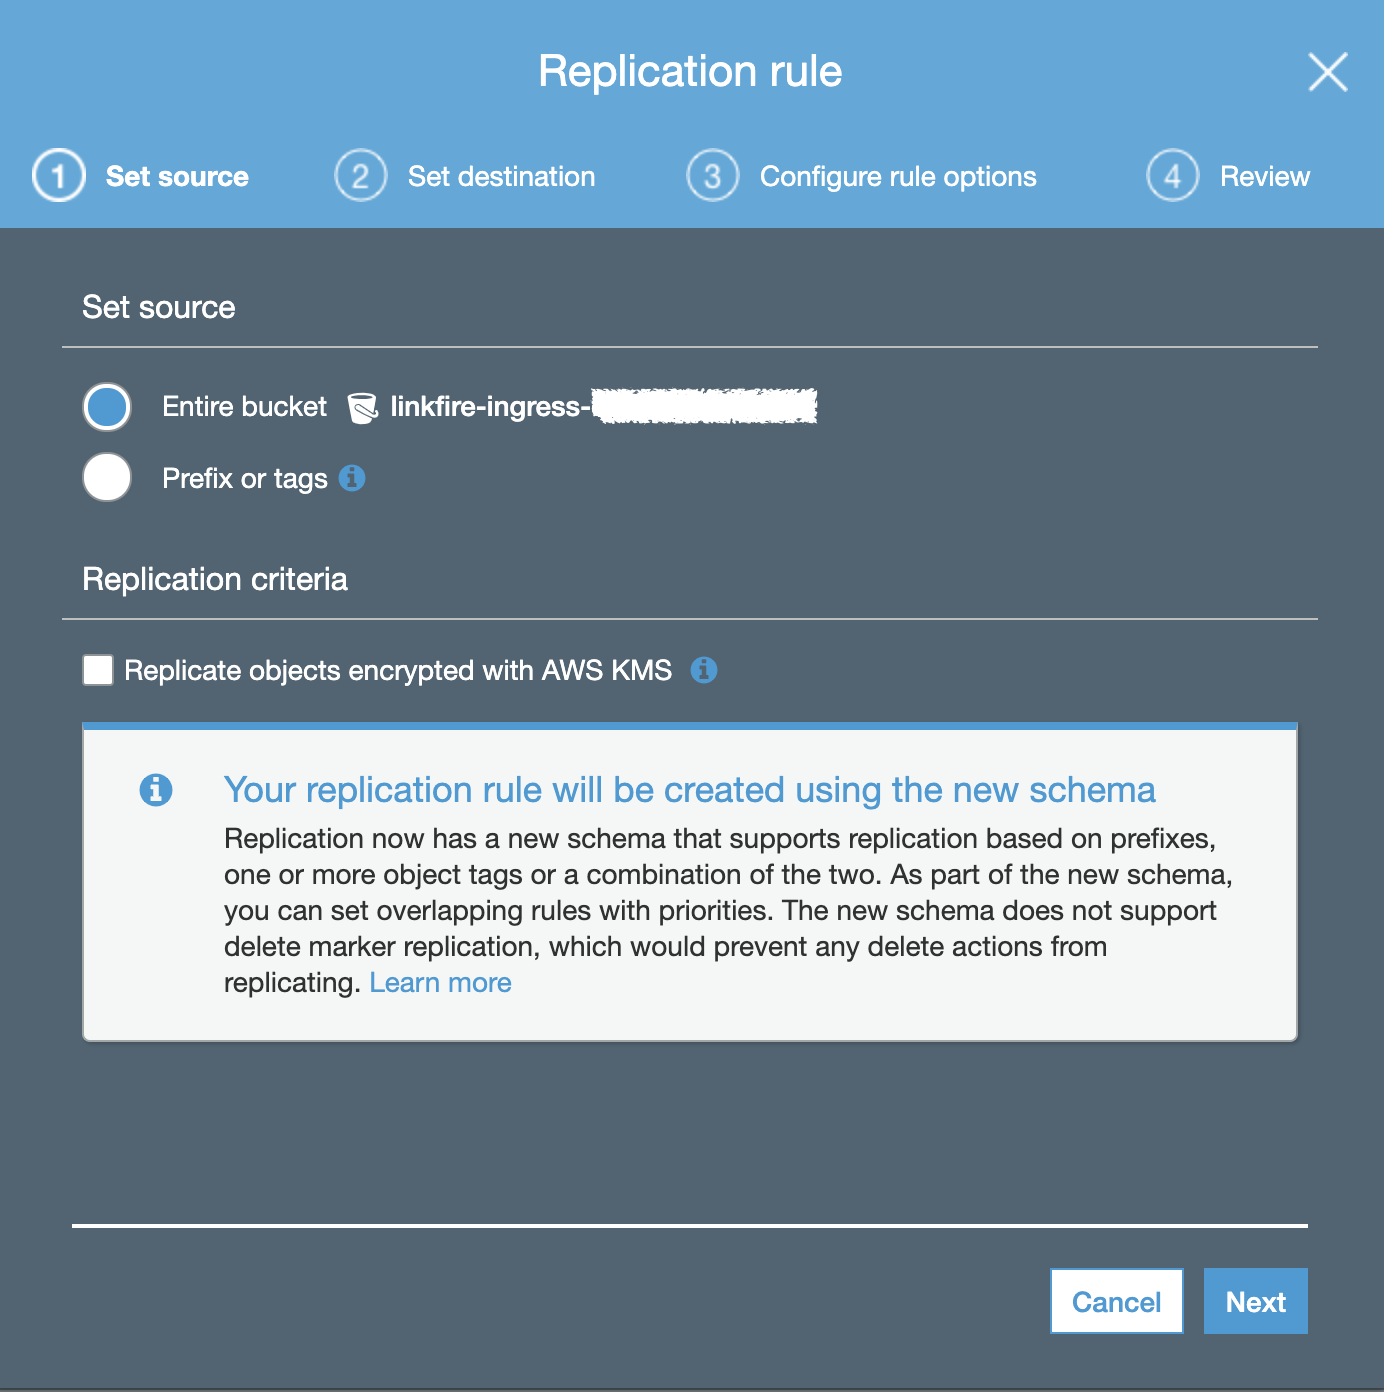 Replication rule
1 Set source 2 Set destination 3 Configure rule options 4 Review
Set source
Entire bucket linkfire-ingress-
Prefix or tags
Replication criteria
Replicate objects encrypted with AWS KMS
Your replication rule will be created using the new schema
Replication now has a new schema that supports replication based on prefixes,
one or more object tags or a combination of the two. As part of the new schema,
you can set overlapping rules with priorities. The new schema does not support
delete marker replication, which would prevent any delete actions from
replicating. Learn more
Cancel Next